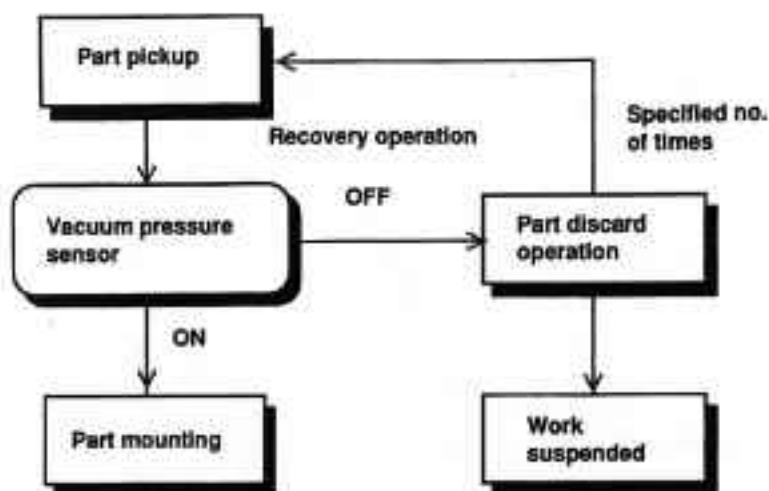 Part pickup
Specified no.
of times
Recovery operation
OFF
Vacuum pressure
sensor
Part discard
operation
ON
Part mounting
Work
suspended